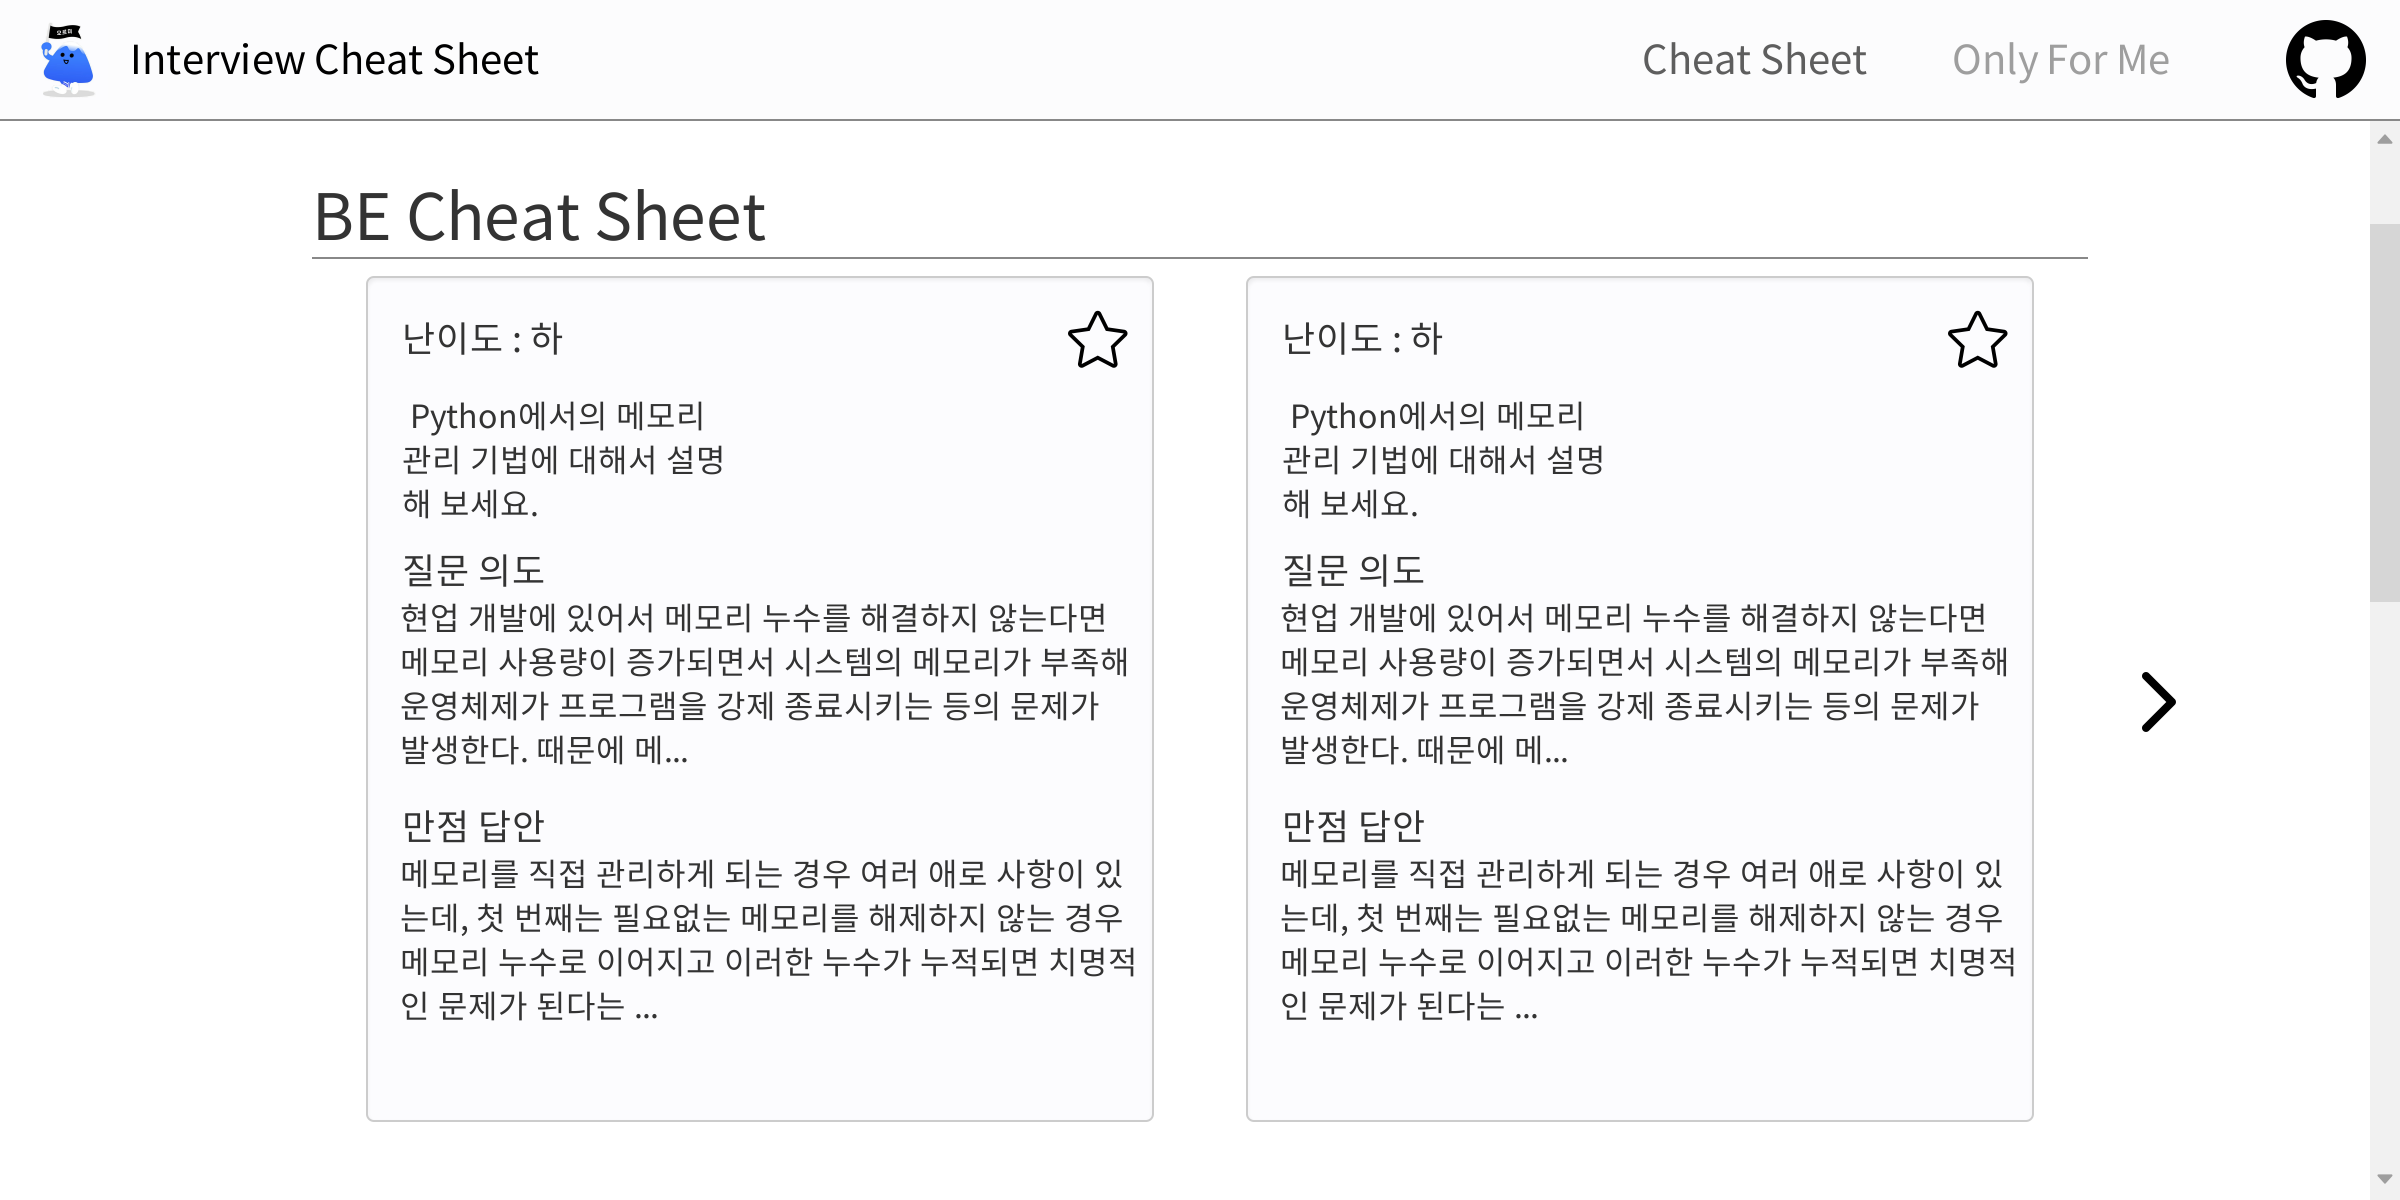 오르미
Interview Cheat Sheet
Cheat Sheet
Only For Me
BE Cheat Sheet
난이도 : 하
Python에서의 메모리
관리 기법에 대해서 설명
해 보세요.
질문 의도
현업 개발에 있어서 메모리 누수를 해결하지 않는다면
메모리 사용량이 증가되면서 시스템의 메모리가 부족해
운영체제가 프로그램을 강제 종료시키는 등의 문제가
발생한다. 때문에 메...
만점 답안
메모리를 직접 관리하게 되는 경우 여러 애로 사항이 있
는데, 첫 번째는 필요없는 메모리를 해제하지 않는 경우
메모리 누수로 이어지고 이러한 누수가 누적되면 치명적
인 문제가 된다는 ...
난이도 : 하
Python에서의 메모리
관리 기법에 대해서 설명
해 보세요.
질문 의도
현업 개발에 있어서 메모리 누수를 해결하지 않는다면
메모리 사용량이 증가되면서 시스템의 메모리가 부족해
운영체제가 프로그램을 강제 종료시키는 등의 문제가
발생한다. 때문에 메...
만점 답안
메모리를 직접 관리하게 되는 경우 여러 애로 사항이 있
는데, 첫 번째는 필요없는 메모리를 해제하지 않는 경우
메모리 누수로 이어지고 이러한 누수가 누적되면 치명적
인 문제가 된다는 ...